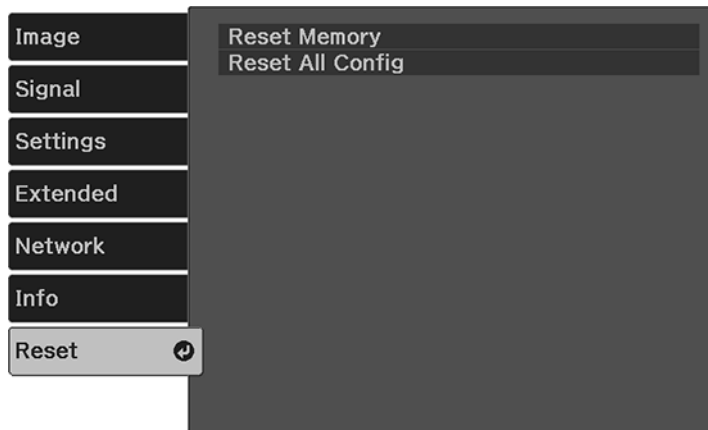 Image
Signal
Settings
Extended
Network
Info
Reset
Reset Memory
Reset All Config